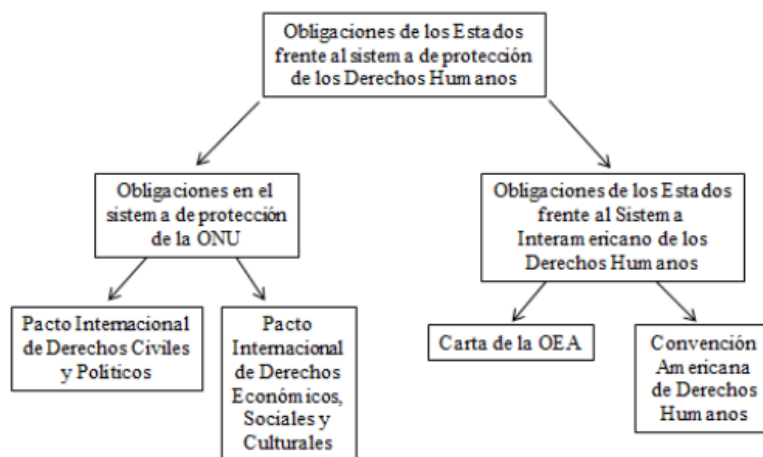 Obligaciones de los Estados
frente al sistema de protección
de los Derechos Humanos
Obligaciones en el
sistema de protección
de la ONU
Obligaciones de los Estados
frente al Sistema
Interamericano de los
Derechos Humanos
Pacto Internacional
de Derechos Civiles
y Políticos
Pacto
Internacional
de Derechos
Económicos,
Sociales y
Culturales
Carta de la OEA
Convención
Americana
de Derechos
Humanos